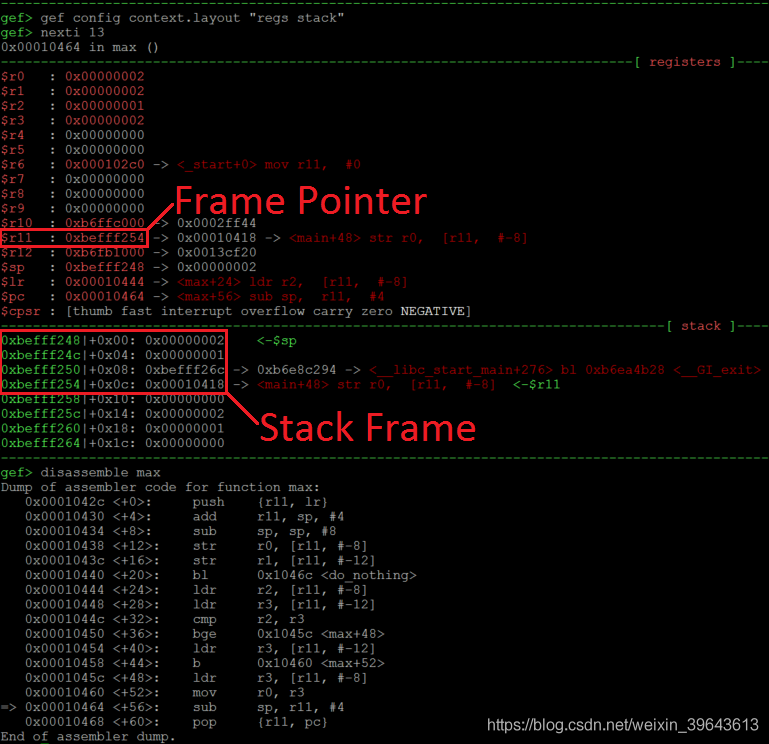 gef> gef config context.layout "regs stack"
gef> nexti 13
0x00010464 in max ()
[ registers ]
$r0 : 0x00000002
$r1 : 0x00000002
$r2 : 0x00000001
$r3 : 0x00000002
$r4 : 0x00000000
$r5 : 0x00000000
$r6 : 0x000102c0 -> <_start+0> mov r11, #0
$r7 : 0x00000000
$r8 : 0x00000000
$r9 : 0x00000000
Frame Pointer
$r10 : 0xb6ffc000 -> 0x0002ff44
$r11 : 0xbefff254 -> 0x00010418 -> <main+48> str r0, [r11, #-8]
$r12 : 0xb6fb1000 -> 0x0013cf20
$sp : 0xbefff248 -> 0x00000002
$lr : 0x00010444 -> <max+24> ldr r2, [r11, #-8]
$pc : 0x00010464 -> <max+56> sub sp, r11, #4
$cpsr : [thumb fast interrupt overflow carry zero NEGATIVE]
[ stack ]
0xbefff248|+0x00: 0x00000002 <-$sp
0xbefff24c|+0x04: 0x00000001
0xbefff250|+0x08: 0xbefff26c -> 0xb6e8c294 -> <__libc_start_main+276> bl 0xb6ea4b28 <__GI_exit>
0xbefff254|+0x0c: 0x00010418 -> <main+48> str r0, [r11, #-8] <-$r11
0xbefff258|+0x10: 0x00000000
0xbefff25c|+0x14: 0x00000002
0xbefff260|+0x18: 0x00000001
0xbefff264|+0x1c: 0x00000000
Stack Frame
gef> disassemble max
Dump of assembler code for function max:
0x0001042c <+0>: push {r11, lr}
0x00010430 <+4>: add r11, sp, #4
0x00010434 <+8>: sub sp, sp, #8
0x00010438 <+12>: str r0, [r11, #-8]
0x0001043c <+16>: str r1, [r11, #-12]
0x00010440 <+20>: bl 0x1046c <do_nothing>
0x00010444 <+24>: ldr r2, [r11, #-8]
0x00010448 <+28>: ldr r3, [r11, #-12]
0x0001044c <+32>: cmp r2, r3
0x00010450 <+36>: bge 0x1045c <max+48>
0x00010454 <+40>: ldr r3, [r11, #-12]
0x00010458 <+44>: b 0x10460 <max+52>
0x0001045c <+48>: ldr r3, [r11, #-8]
0x00010460 <+52>: mov r0, r3
=> 0x00010464 <+56>: sub sp, r11, #4
0x00010468 <+60>: pop {r11, pc}
End of assembler dump.
https://blog.csdn.net/weixin_39643613